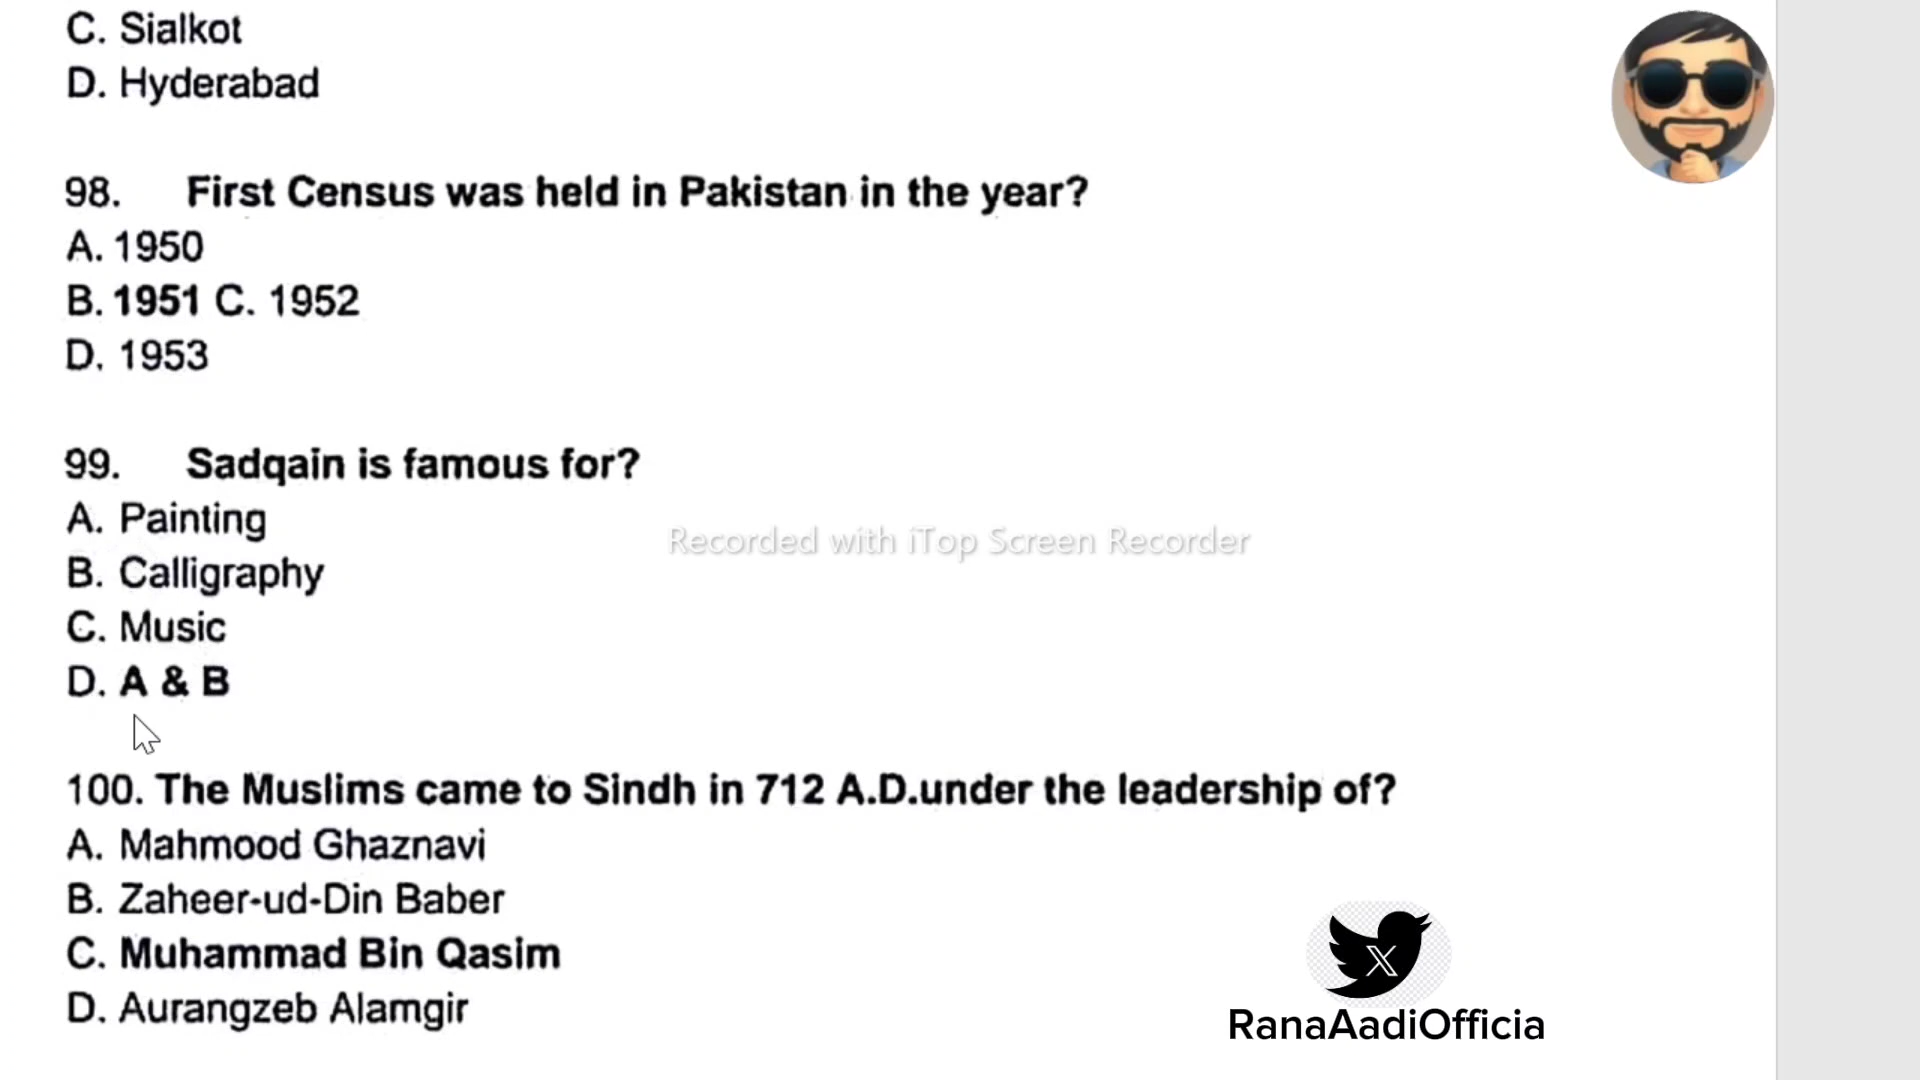 C. Sialkot
D. Hyderabad
98. First Census was held in Pakistan in the year?
A. 1950
B. 1951 C. 1952
D. 1953
99. Sadqain is famous for?
A. Painting
B. Calligraphy
C. Music
D. A & B
Recorded with iTop Screen Recorder
100. The Muslims came to Sindh in 712 A.D.under the leadership of?
A. Mahmood Ghaznavi
B. Zaheer-ud-Din Baber
C. Muhammad Bin Qasim
D. Aurangzeb Alamgir
X
RanaAadiOfficia